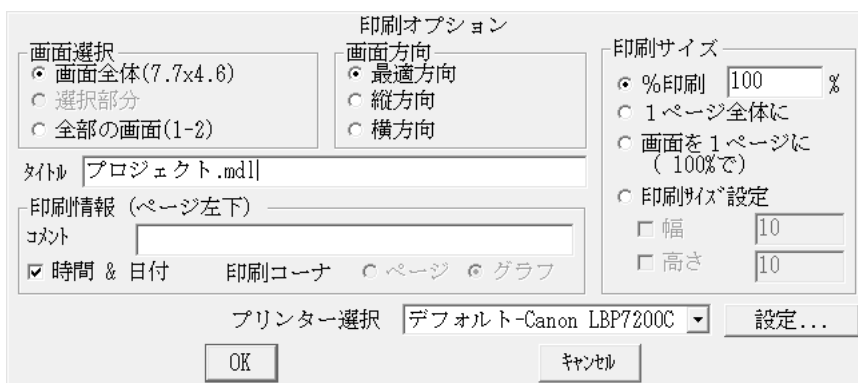 印刷オプション
画面選択
画面全体(7.7x4.6)
選択部分
全部の画面(1-2)
画面方向
最適方向
縦方向
横方向
印刷サイズ
%印刷 100 %
1ページ全体に
画面を1ページに
( 100%で)
印刷ｻｲｽﾞ設定
幅 10
高さ 10
ﾀｲﾄﾙ プロジェクト.mdl
印刷情報 (ページ左下)
ｺﾒﾝﾄ
時間 & 日付 印刷コーナ ページ グラフ
プリンター選択 デフォルト-Canon LBP7200C 設定...
OK ｷｬﾝｾﾙ